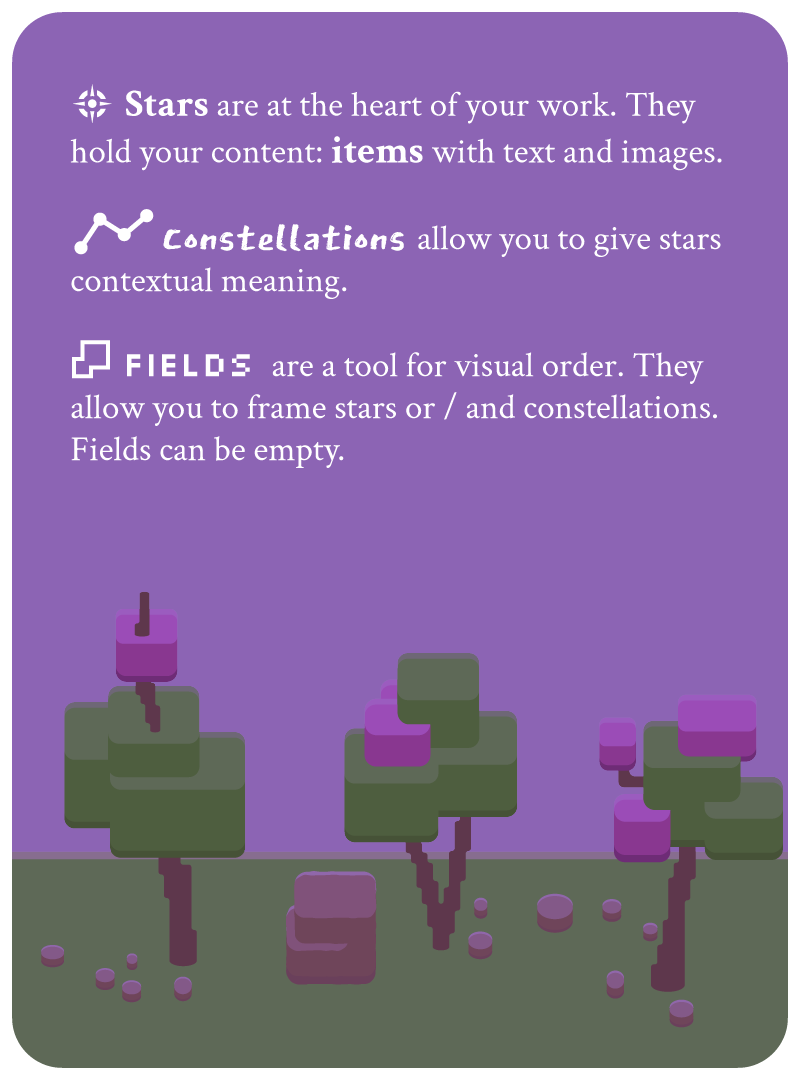 Stars are at the heart of your work. They
hold your content: items with text and images.
Constellations allow you to give stars
contextual meaning.
FIELDS are a tool for visual order. They
allow you to frame stars or / and constellations.
Fields can be empty.